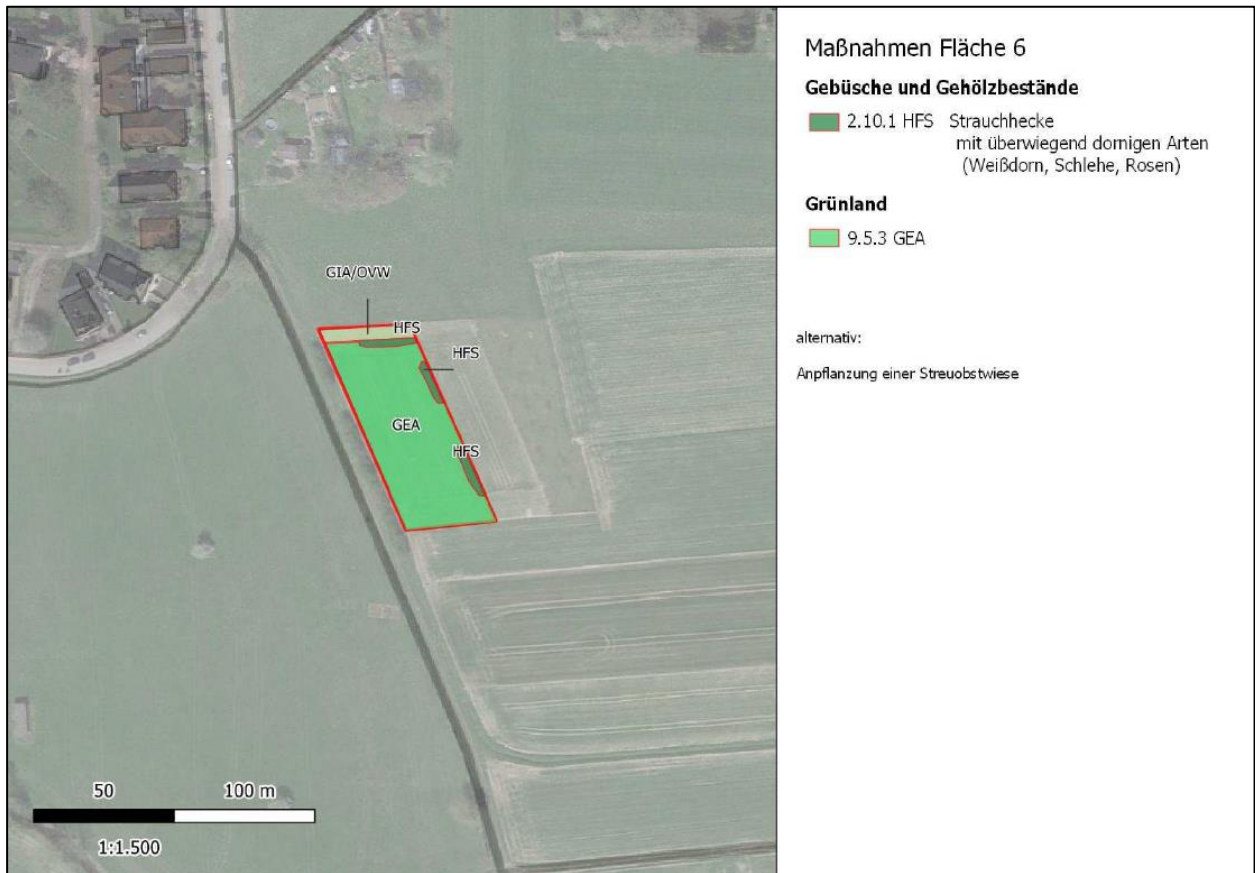 Maßnahmen Fläche 6
Gebüsche und Gehölzbestände
2.10.1 HFS Strauchhecke
mit überwiegend dornigen Arten
(Weißdorn, Schlehe, Rosen)
Grünland
9.5.3 GEA
alternativ:
Anpflanzung einer Streuobstwiese
GIA/OVW
HFS
HFS
GEA
HFS
50 100 m
1:1.500